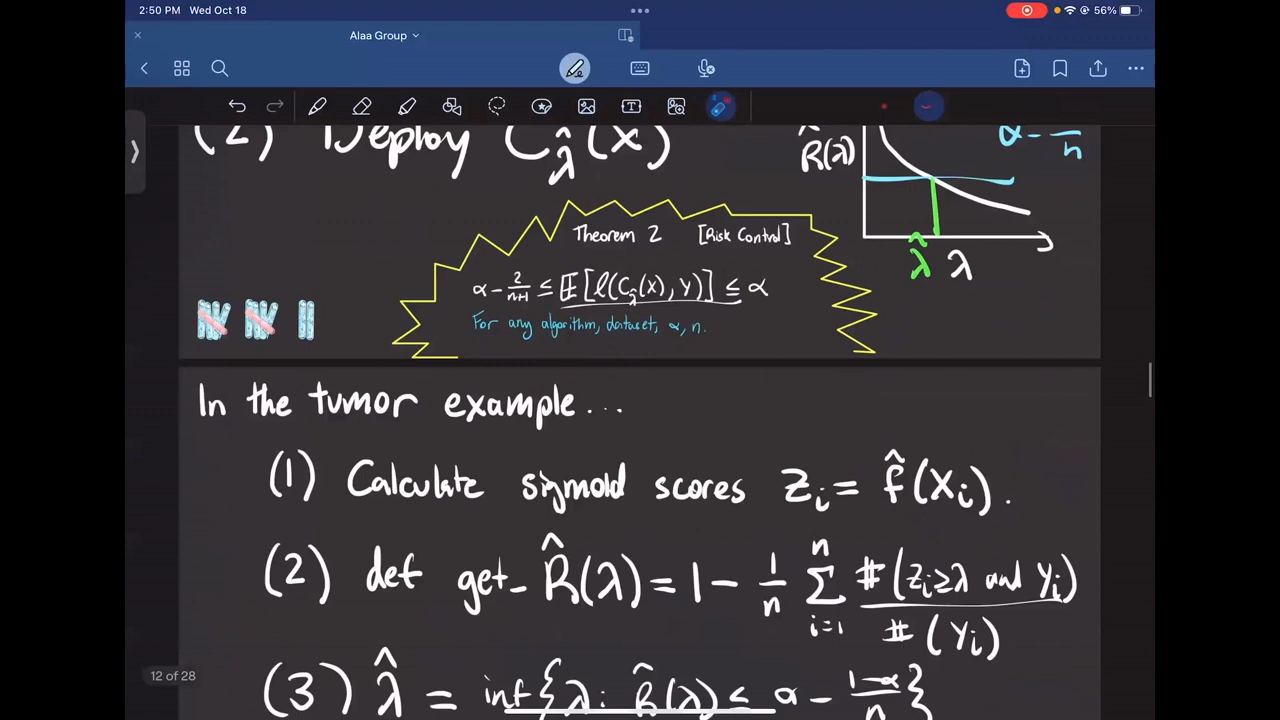 2:50 PM Wed Oct 18
56%
Alaa Group
(2) Deploy C_λ̂(X)
R̂(λ)
α − —/n
λ̂ λ
Theorem 2 [Risk Control]
α − 2/(n+1) ≤ 𝔼[ℓ(C_λ̂(X), Y)] ≤ α
For any algorithm, dataset, α, n.
In the tumor example...
(1) Calculate sigmoid scores Z_i = f̂(X_i).
(2) def get_R̂(λ) = 1 − 1/n Σ_{i=1}^{n} #(Z_i ≥ λ and Y_i) / #(Y_i)
(3) λ̂ = inf{λ: R̂(λ) ≤ α − (1−α)/n}
12 of 28